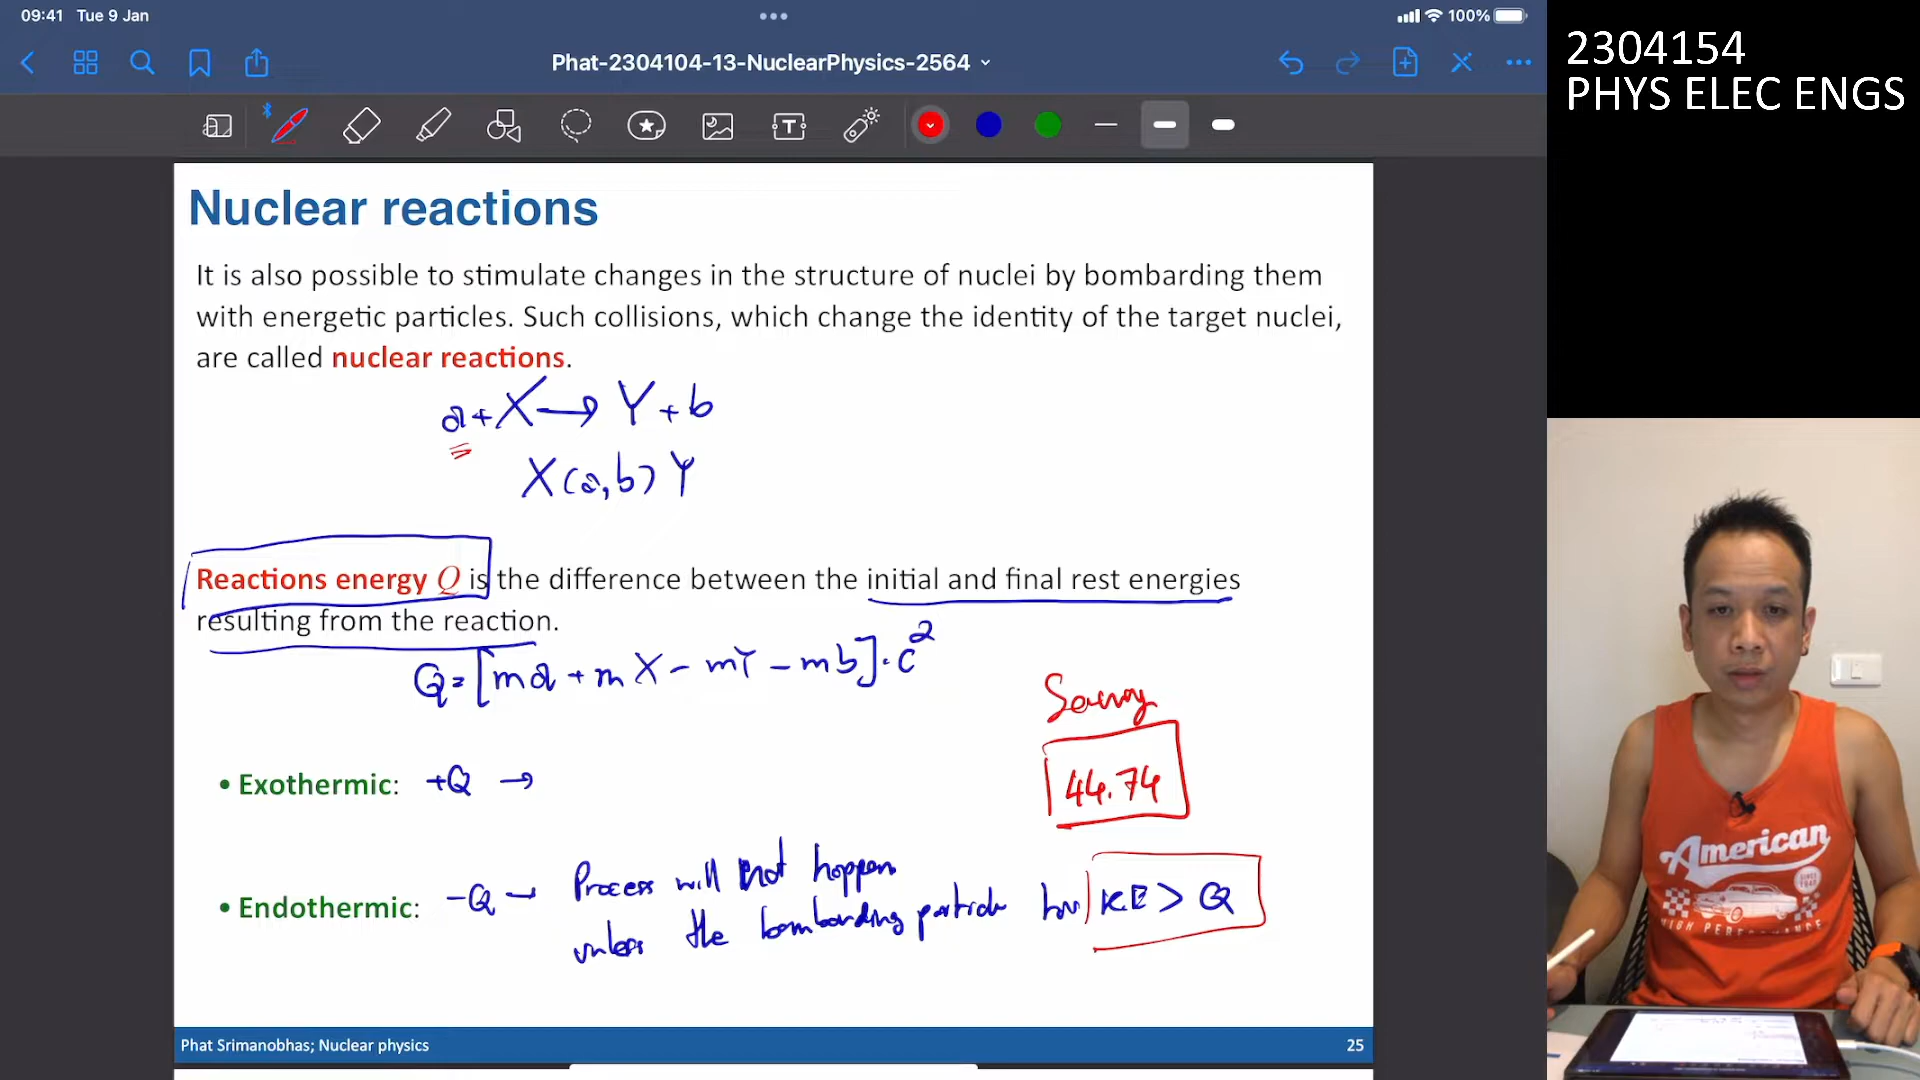 09:41 Tue 9 Jan
100%
Phat-2304104-13-NuclearPhysics-2564
2304154
PHYS ELEC ENGS
Nuclear reactions
It is also possible to stimulate changes in the structure of nuclei by bombarding them
with energetic particles. Such collisions, which change the identity of the target nuclei,
are called nuclear reactions.
a + X → Y + b
X (a, b) Y
Reactions energy Q is the difference between the initial and final rest energies
resulting from the reaction.
Q = [ma + mX - mY - mb] · c²
44.74
• Exothermic: +Q →
• Endothermic: -Q → Process will not happen
unless the bombarding particle has KE > Q
American
CLASSIC
SINCE
HIGH PERFORMANCE
Phat Srimanobhas; Nuclear physics
25